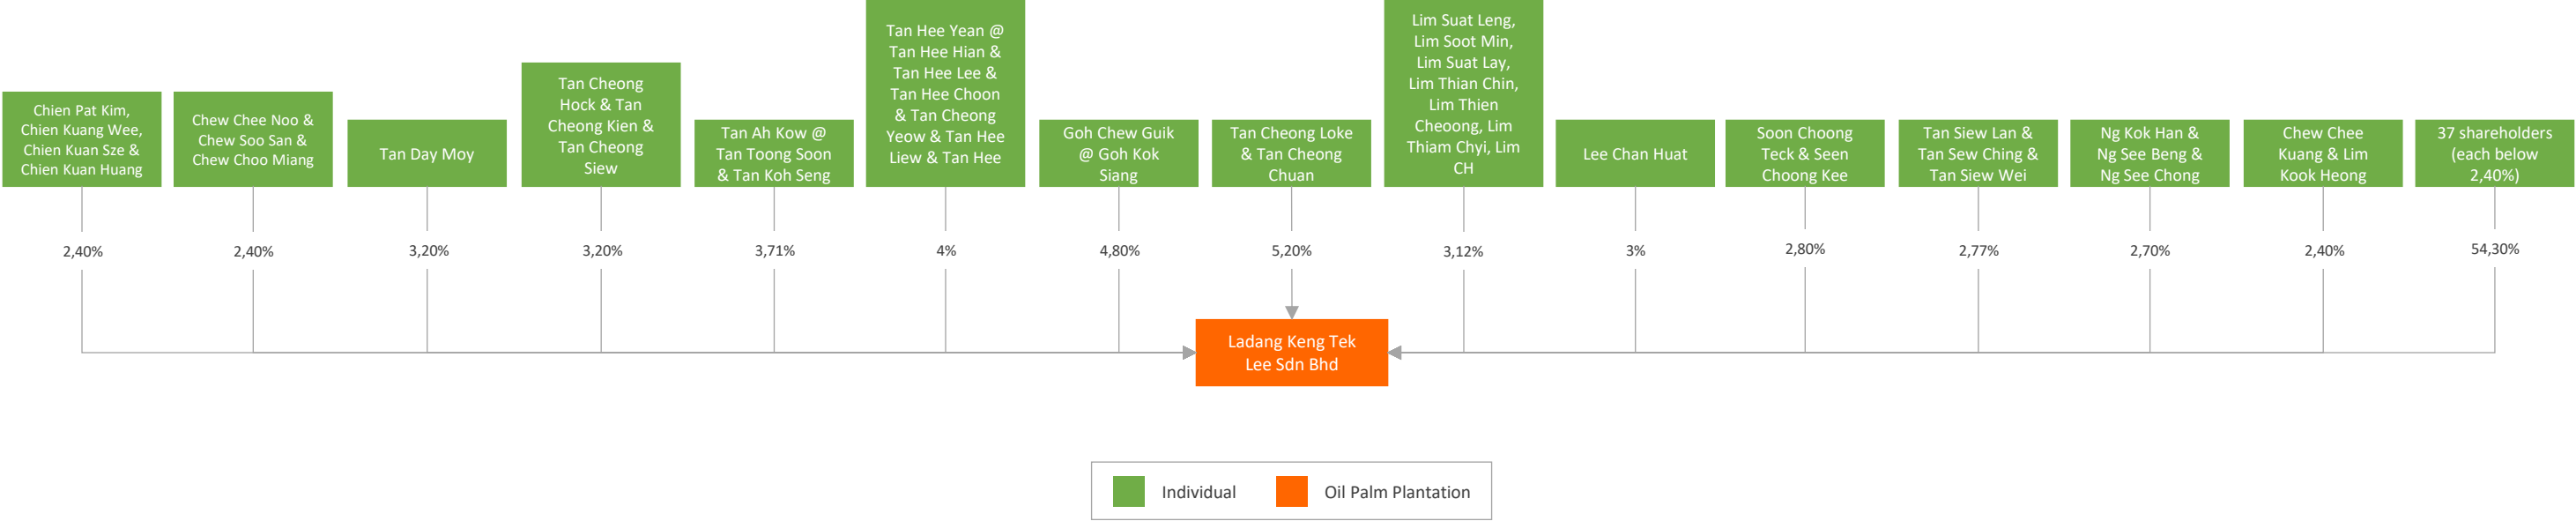 Chien Pat Kim,
Chien Kuang Wee,
Chien Kuan Sze &
Chien Kuan Huang
Chew Chee Noo &
Chew Soo San &
Chew Choo Miang
Tan Day Moy
Tan Cheong
Hock & Tan
Cheong Kien &
Tan Cheong
Siew
Tan Ah Kow @
Tan Toong Soon
& Tan Koh Seng
Tan Hee Yean @
Tan Hee Hian &
Tan Hee Lee &
Tan Hee Choon
& Tan Cheong
Yeow & Tan Hee
Liew & Tan Hee
Goh Chew Guik
@ Goh Kok
Siang
Tan Cheong Loke
& Tan Cheong
Chuan
Lim Suat Leng,
Lim Soot Min,
Lim Suat Lay,
Lim Thian Chin,
Lim Thien
Cheoong, Lim
Thiam Chyi, Lim
CH
Lee Chan Huat
Soon Choong
Teck & Seen
Choong Kee
Tan Siew Lan &
Tan Sew Ching &
Tan Siew Wei
Ng Kok Han &
Ng See Beng &
Ng See Chong
Chew Chee
Kuang & Lim
Kook Heong
37 shareholders
(each below
2,40%)
2,40%
2,40%
3,20%
3,20%
3,71%
4%
4,80%
5,20%
3,12%
3%
2,80%
2,77%
2,70%
2,40%
54,30%
Ladang Keng Tek
Lee Sdn Bhd
Individual
Oil Palm Plantation